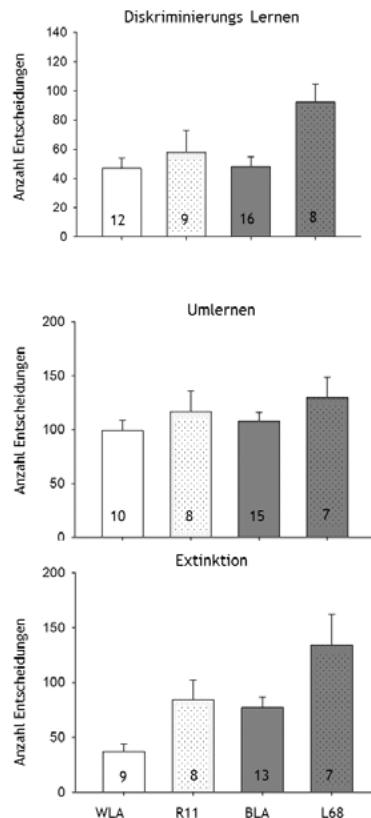 Diskriminierungs Lernen
Anzahl Entscheidungen
140
120
100
80
60
40
20
0
12 9 16 8
Umlernen
Anzahl Entscheidungen
200
150
100
50
0
10 8 15 7
Extinktion
Anzahl Entscheidungen
200
150
100
50
0
9 8 13 7
WLA R11 BLA L68